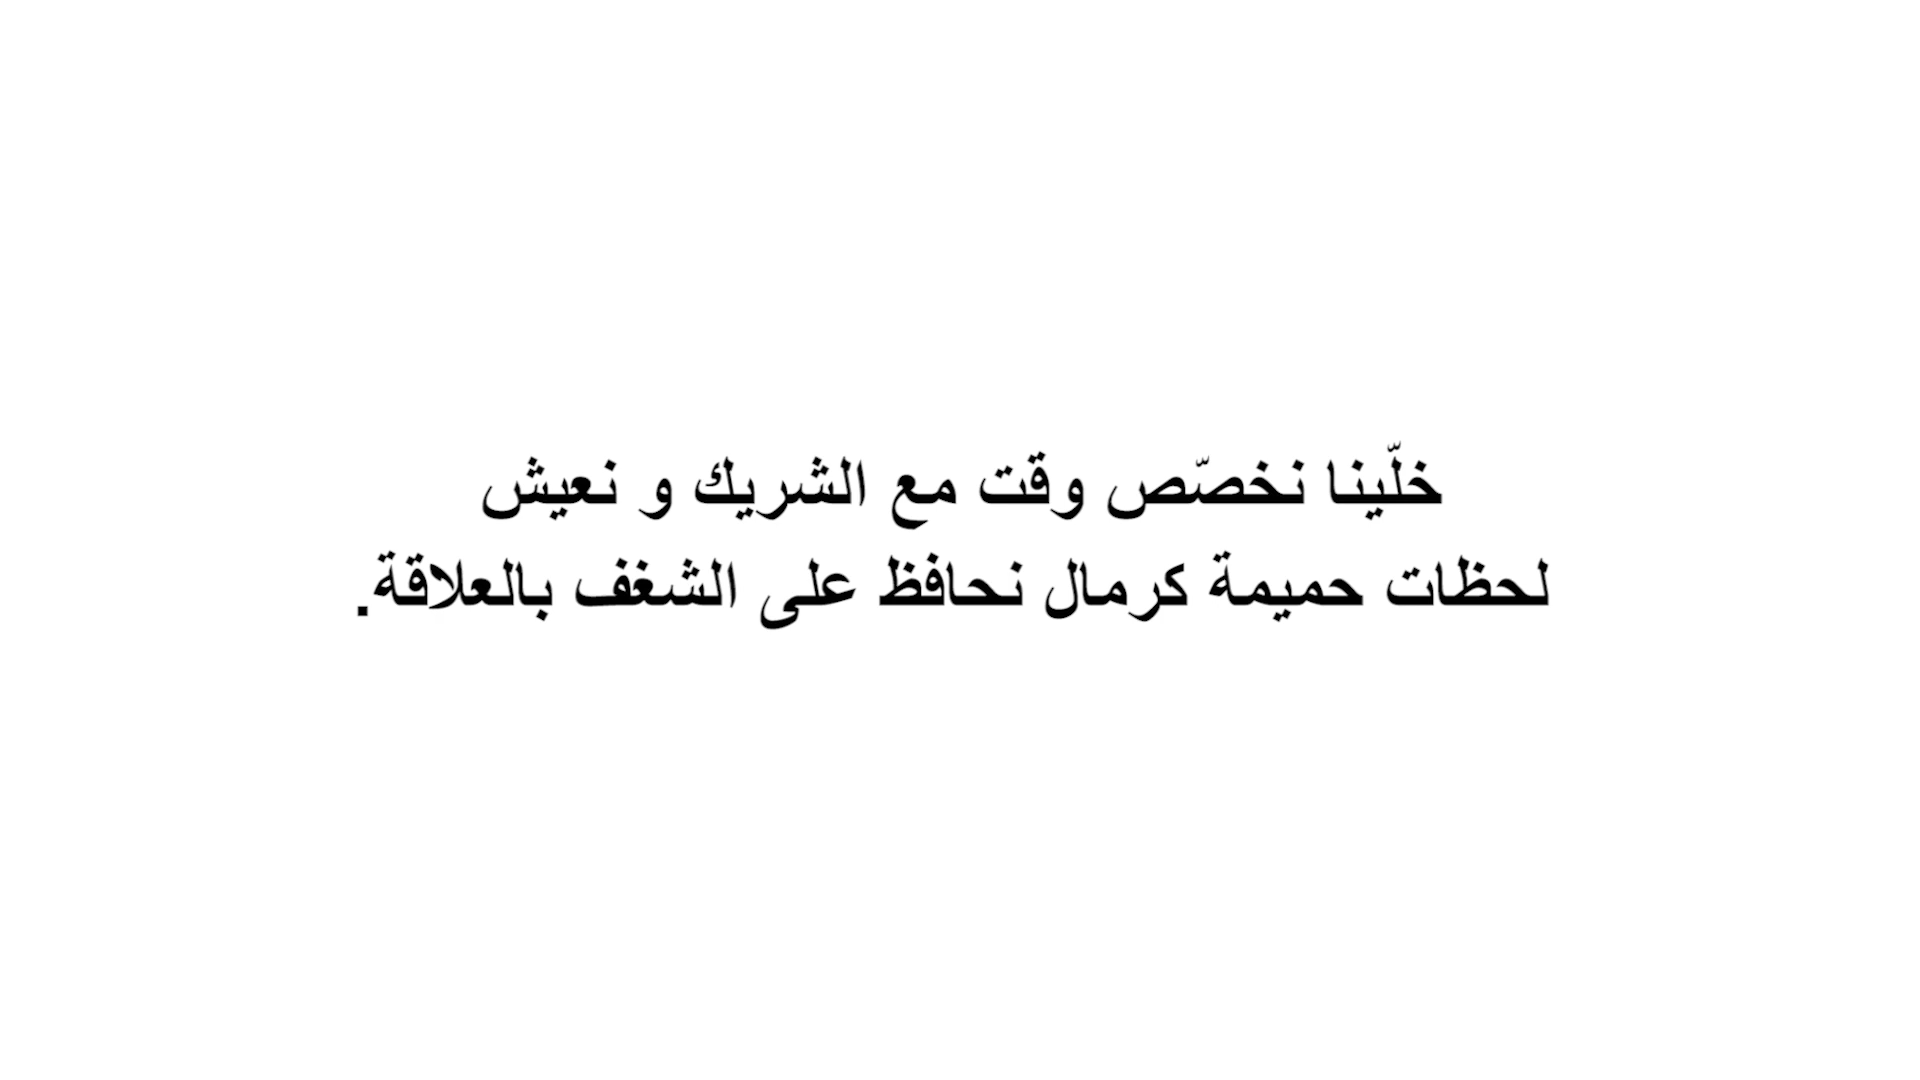 خلّينا نخصّص وقت مع الشريك و نعيش
لحظات حميمة كرمال نحافظ على الشغف بالعلاقة.